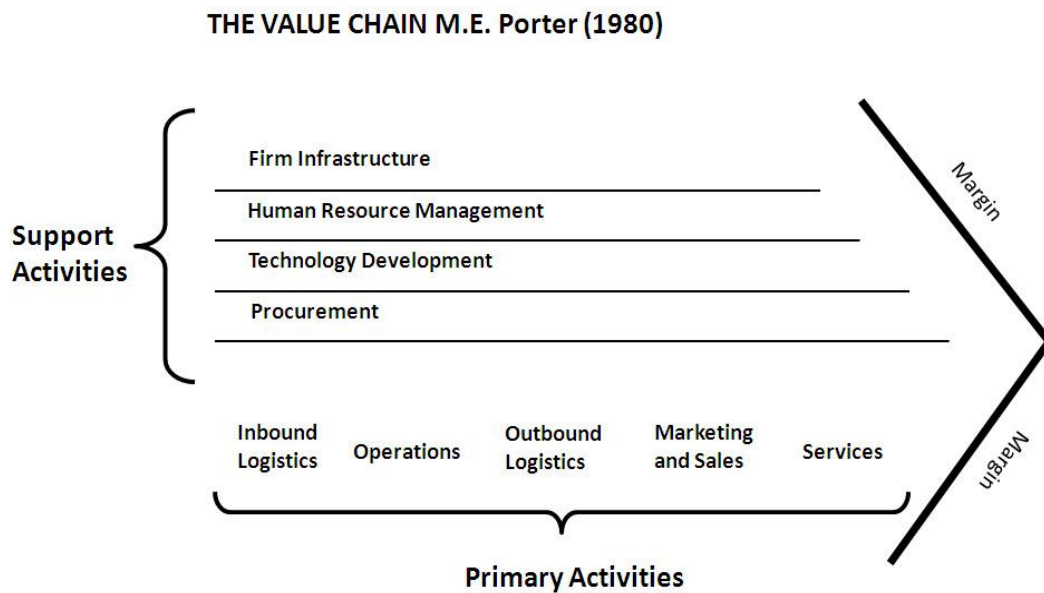 THE VALUE CHAIN M.E. Porter (1980)
Support
Activities
Firm Infrastructure
Human Resource Management
Technology Development
Procurement
Margin
Inbound
Logistics
Operations
Outbound
Logistics
Marketing
and Sales
Services
Margin
Primary Activities